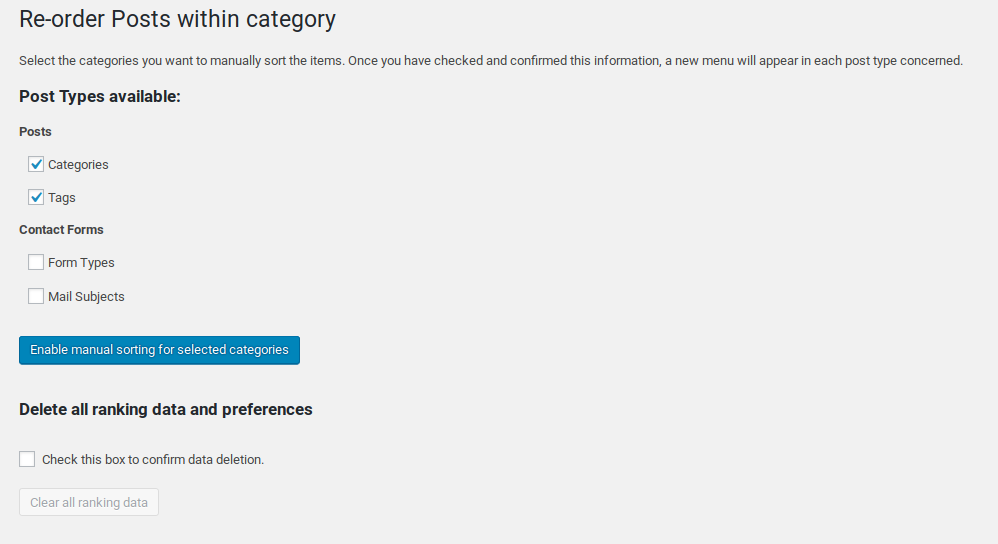 Re-order Posts within category
Select the categories you want to manually sort the items. Once you have checked and confirmed this information, a new menu will appear in each post type concerned.
Post Types available:
Posts
Categories
Tags
Contact Forms
Form Types
Mail Subjects
Enable manual sorting for selected categories
Delete all ranking data and preferences
Check this box to confirm data deletion.
Clear all ranking data